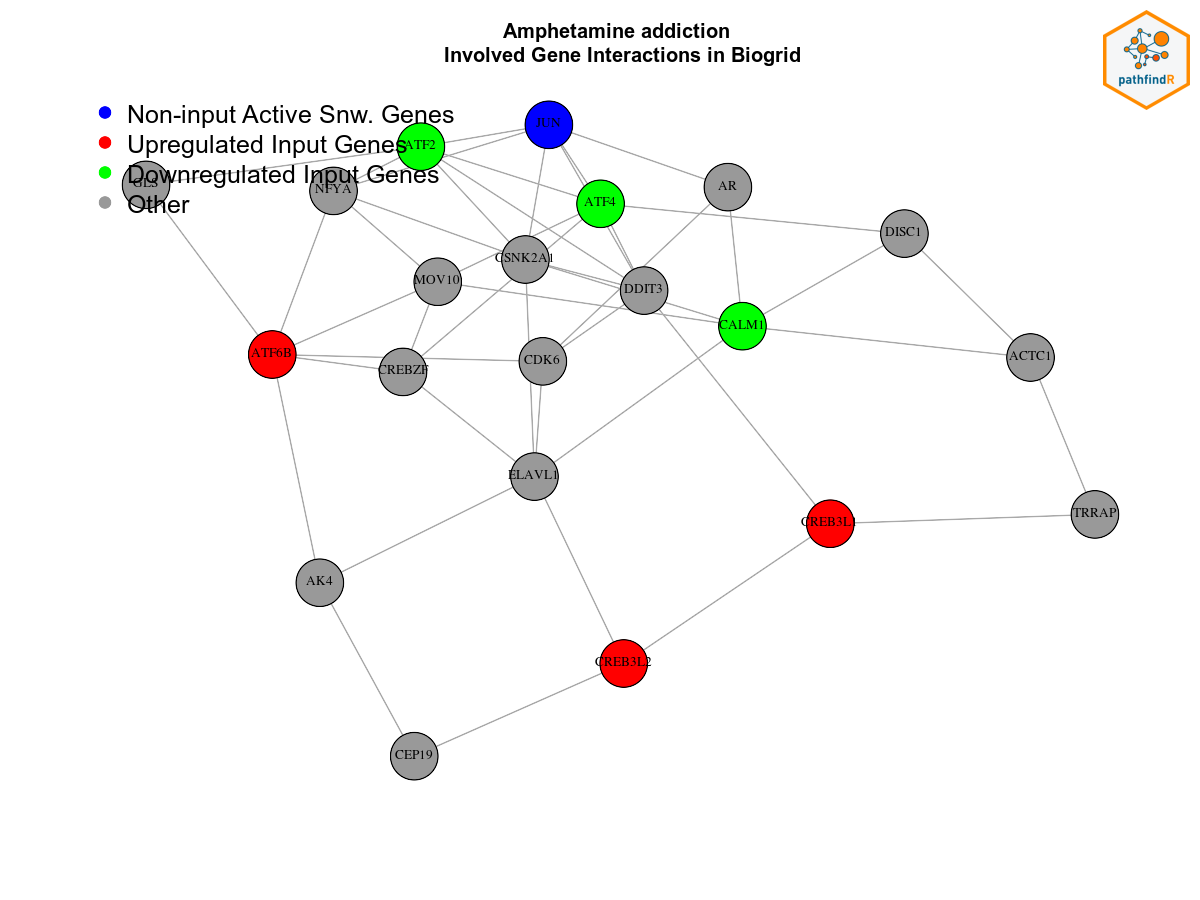 Amphetamine addiction
Involved Gene Interactions in Biogrid
pathfindR
Non-input Active Snw. Genes
Upregulated Input Genes
Downregulated Input Genes
Other
JUN
ATF2
GLS
NFYA
ATF4
AR
DISC1
CSNK2A1
MOV10
DDIT3
CALM1
ATF6B
CREBZF
CDK6
ACTC1
ELAVL1
CREB3L1
TRRAP
AK4
CREB3L2
CEP19